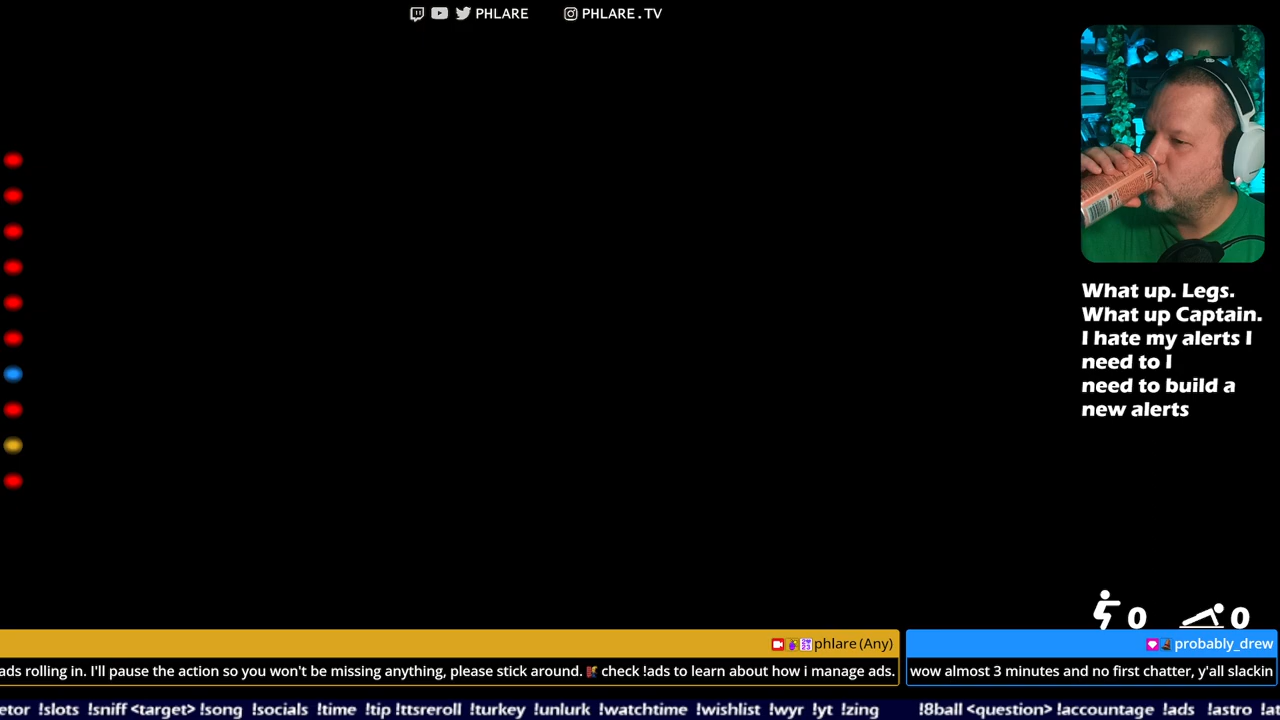 PHLARE PHLARE.TV
What up. Legs.
What up Captain.
I hate my alerts I
need to I
need to build a
new alerts
0 0
phlare (Any)
ads rolling in. I'll pause the action so you won't be missing anything, please stick around. check !ads to learn about how i manage ads.
probably_drew
wow almost 3 minutes and no first chatter, y'all slackin
etor !slots !sniff <target> !song !socials !time !tip !ttsreroll !turkey !unlurk !watchtime !wishlist !wyr !yt !zing !8ball <question> !accountage !ads !astro !at